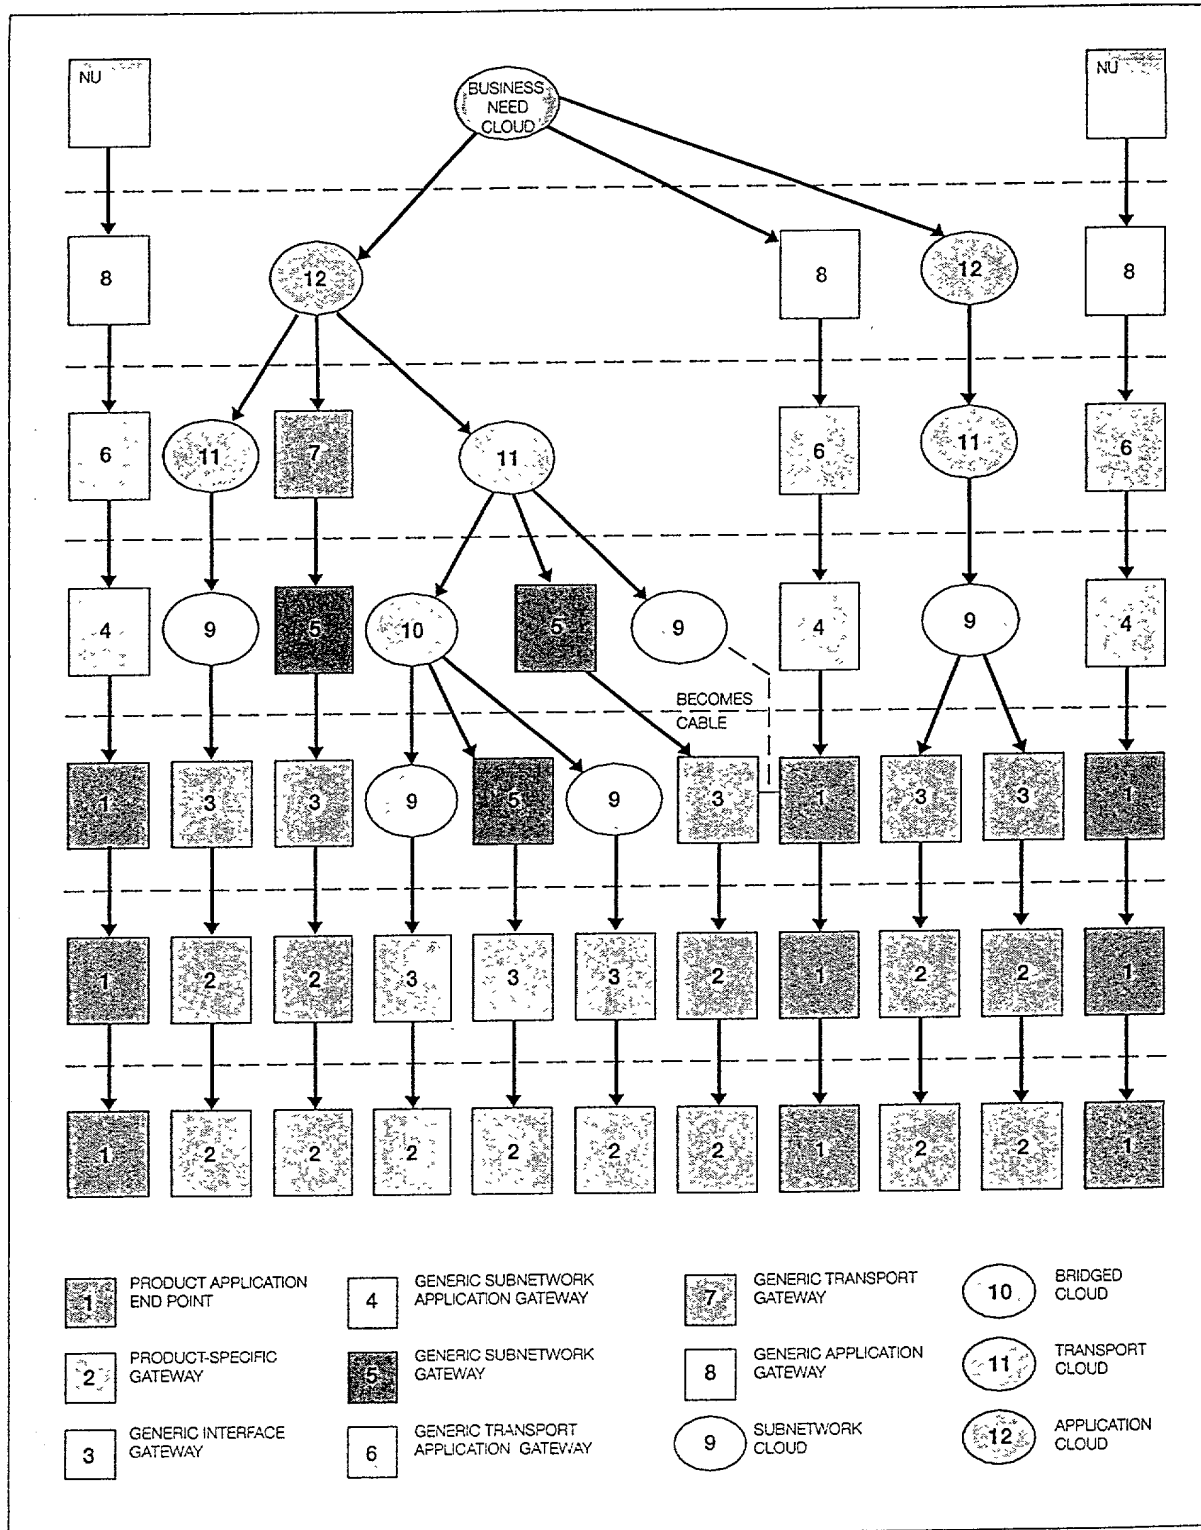 NU
BUSINESS
NEED
CLOUD
NU
8
12
8
12
8
6
11
7
11
6
11
6
4
9
5
10
5
9
4
9
4
BECOMES
CABLE
1
3
3
9
5
9
3
1
3
3
1
1
2
2
3
3
3
2
1
2
2
1
1
2
2
2
2
2
2
1
2
2
1
1
PRODUCT APPLICATION
END POINT
2
PRODUCT-SPECIFIC
GATEWAY
3
GENERIC INTERFACE
GATEWAY
4
GENERIC SUBNETWORK
APPLICATION GATEWAY
5
GENERIC SUBNETWORK
GATEWAY
6
GENERIC TRANSPORT
APPLICATION GATEWAY
7
GENERIC TRANSPORT
GATEWAY
8
GENERIC APPLICATION
GATEWAY
9
SUBNETWORK
CLOUD
10
BRIDGED
CLOUD
11
TRANSPORT
CLOUD
12
APPLICATION
CLOUD